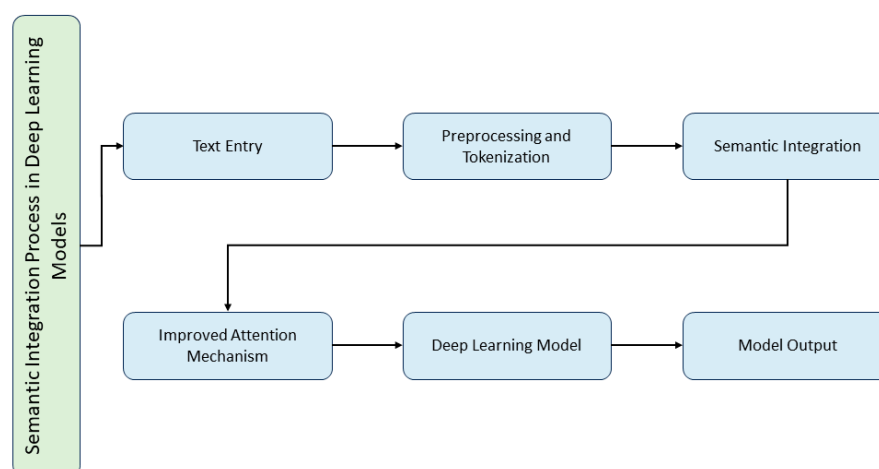 Semantic Integration Process in Deep Learning
Models
Text Entry
Preprocessing and
Tokenization
Semantic Integration
Improved Attention
Mechanism
Deep Learning Model
Model Output